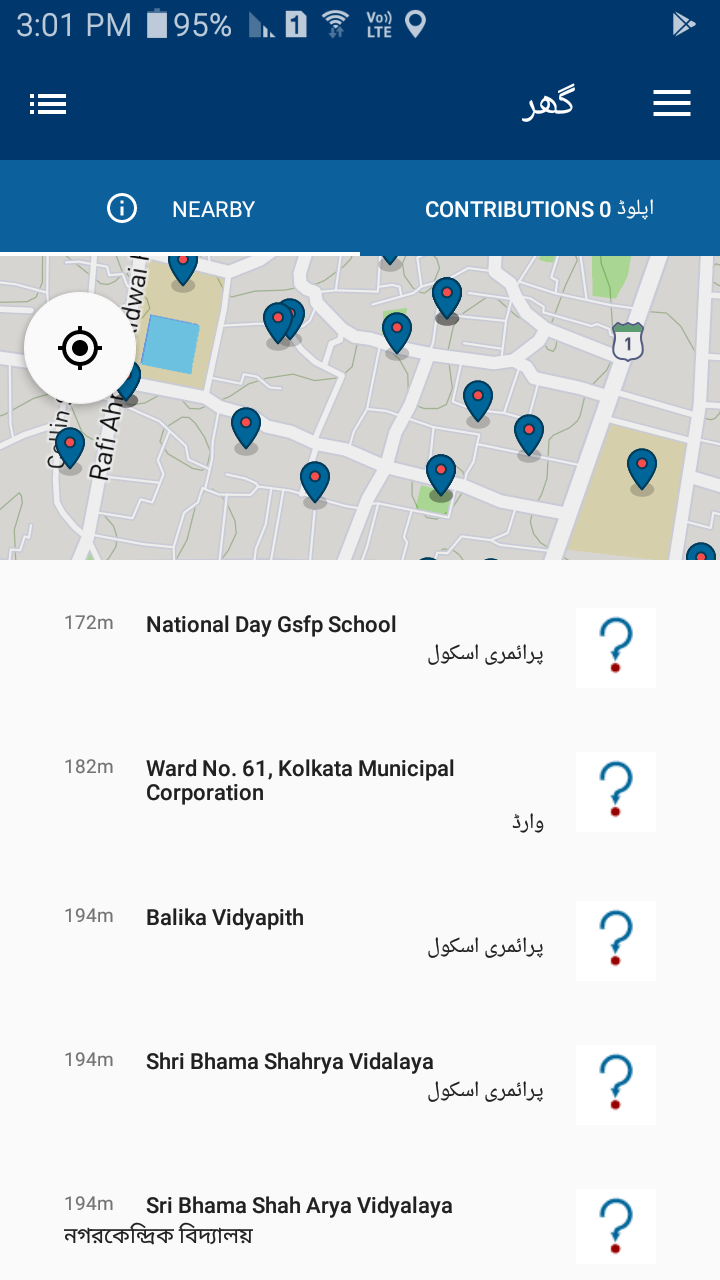 3:01 PM 95% 1 Vo)) LTE
گھر
NEARBY
CONTRIBUTIONS 0 اپلوڈ
Rafi Ah
dwai
1
172m National Day Gsfp School
پرائمری اسکول
182m Ward No. 61, Kolkata Municipal
Corporation
وارڈ
194m Balika Vidyapith
پرائمری اسکول
194m Shri Bhama Shahrya Vidalaya
پرائمری اسکول
194m Sri Bhama Shah Arya Vidyalaya
নগরকেন্দ্রিক বিদ্যালয়